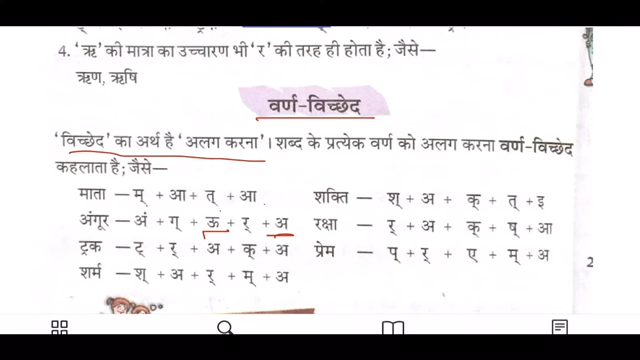 4. ‘ऋ’ की मात्रा का उच्चारण भी ‘र’ की तरह ही होता है; जैसे—
ऋण, ऋषि
वर्ण-विच्छेद
‘विच्छेद’ का अर्थ है ‘अलग करना’। शब्द के प्रत्येक वर्ण को अलग करना वर्ण-विच्छेद
कहलाता है; जैसे—
माता — म् + आ + त् + आ
अंगूर — अं + ग् + ऊ + र् + अ
ट्रक — ट् + र् + अ + क् + अ
शर्म — श् + अ + र् + म् + अ
शक्ति — श् + अ + क् + त् + इ
रक्षा — र् + अ + क् + ष् + आ
प्रेम — प् + र् + ए + म् + अ
2